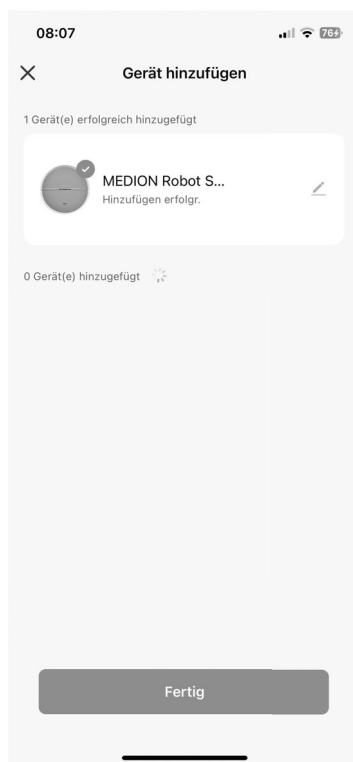 08:07
76
Gerät hinzufügen
1 Gerät(e) erfolgreich hinzugefügt
MEDION Robot S...
Hinzufügen erfolgr.
0 Gerät(e) hinzugefügt
Fertig